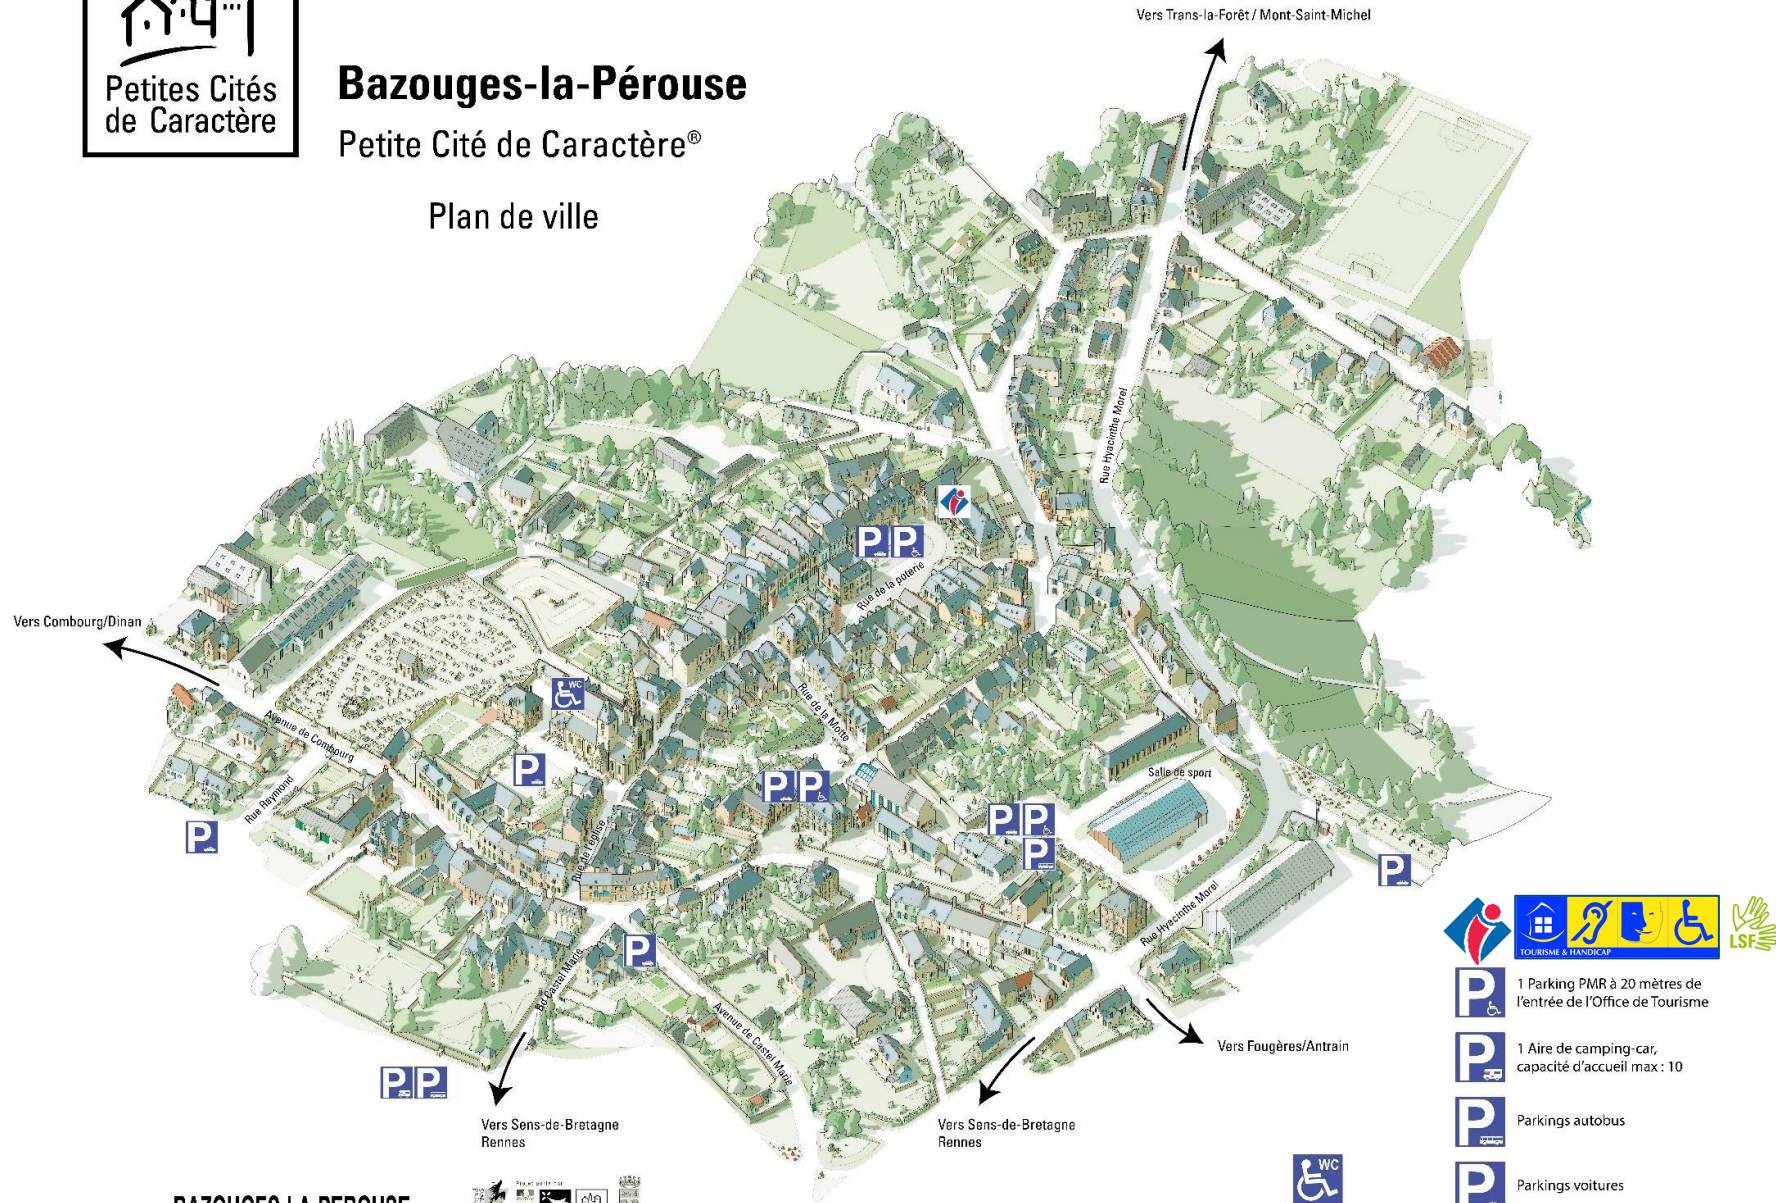 Petites Cités
de Caractère
Bazouges-la-Pérouse
Petite Cité de Caractère®
Plan de ville
Vers Trans-la-Forêt / Mont-Saint-Michel
Rue Hyacinthe Morel
P P
Rue de la poterie
Vers Combourg/Dinan
WC
Avenue de Combourg
Rue de la Motte
P
P P
Salle de sport
Rue Raymond
P
P P
P
P
Rue de l'église
Rue Hyacinthe Morel
P
Bd Castel Marie
Avenue de Castel Marie
P P
Vers Fougères/Antrain
Vers Sens-de-Bretagne
Rennes
Vers Sens-de-Bretagne
Rennes
TOURISME & HANDICAP
LSF
P
1 Parking PMR à 20 mètres de
l'entrée de l'Office de Tourisme
P
1 Aire de camping-car,
capacité d'accueil max : 10
P
Parkings autobus
WC
P
Parkings voitures
BAZOUGES LA PEROUSE